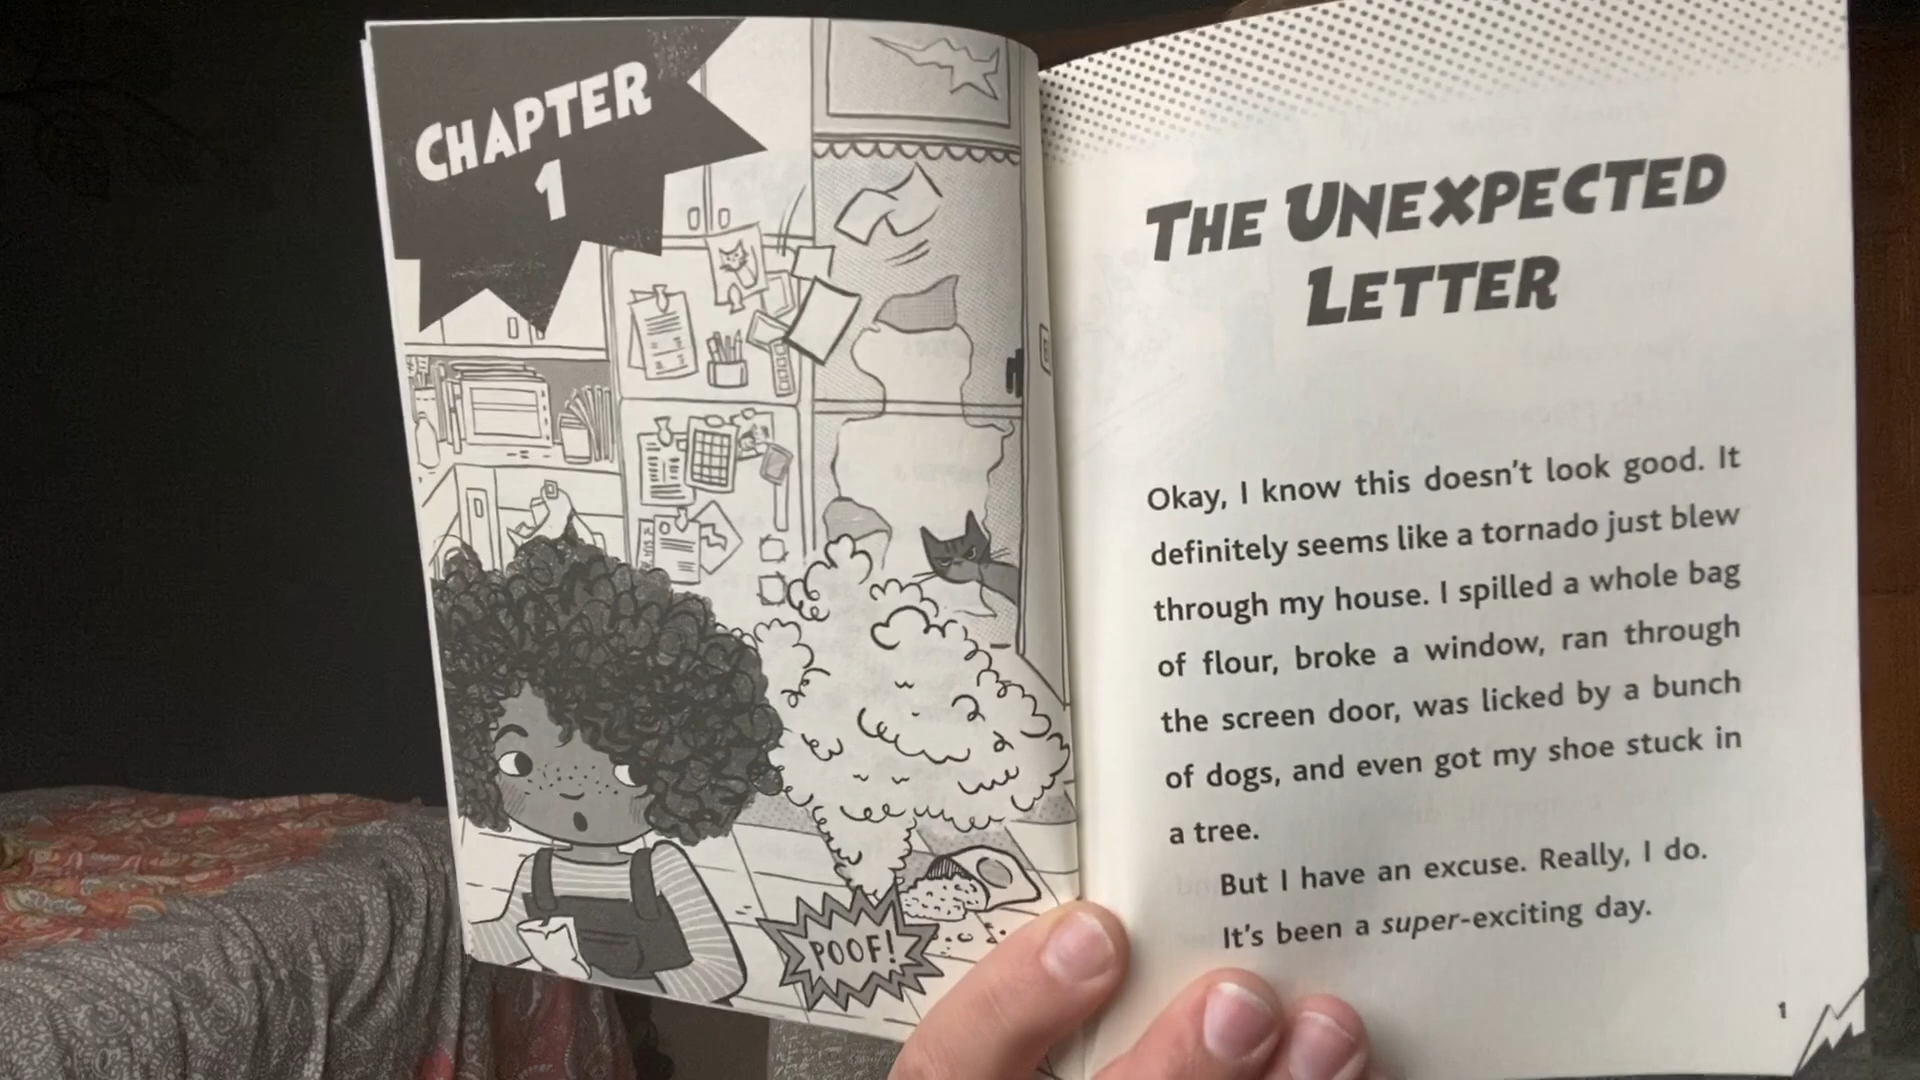 CHAPTER
1
POOF!
THE UNEXPECTED
LETTER
Okay, I know this doesn't look good. It
definitely seems like a tornado just blew
through my house. I spilled a whole bag
of flour, broke a window, ran through
the screen door, was licked by a bunch
of dogs, and even got my shoe stuck in
a tree.
But I have an excuse. Really, I do.
It's been a super-exciting day.
1